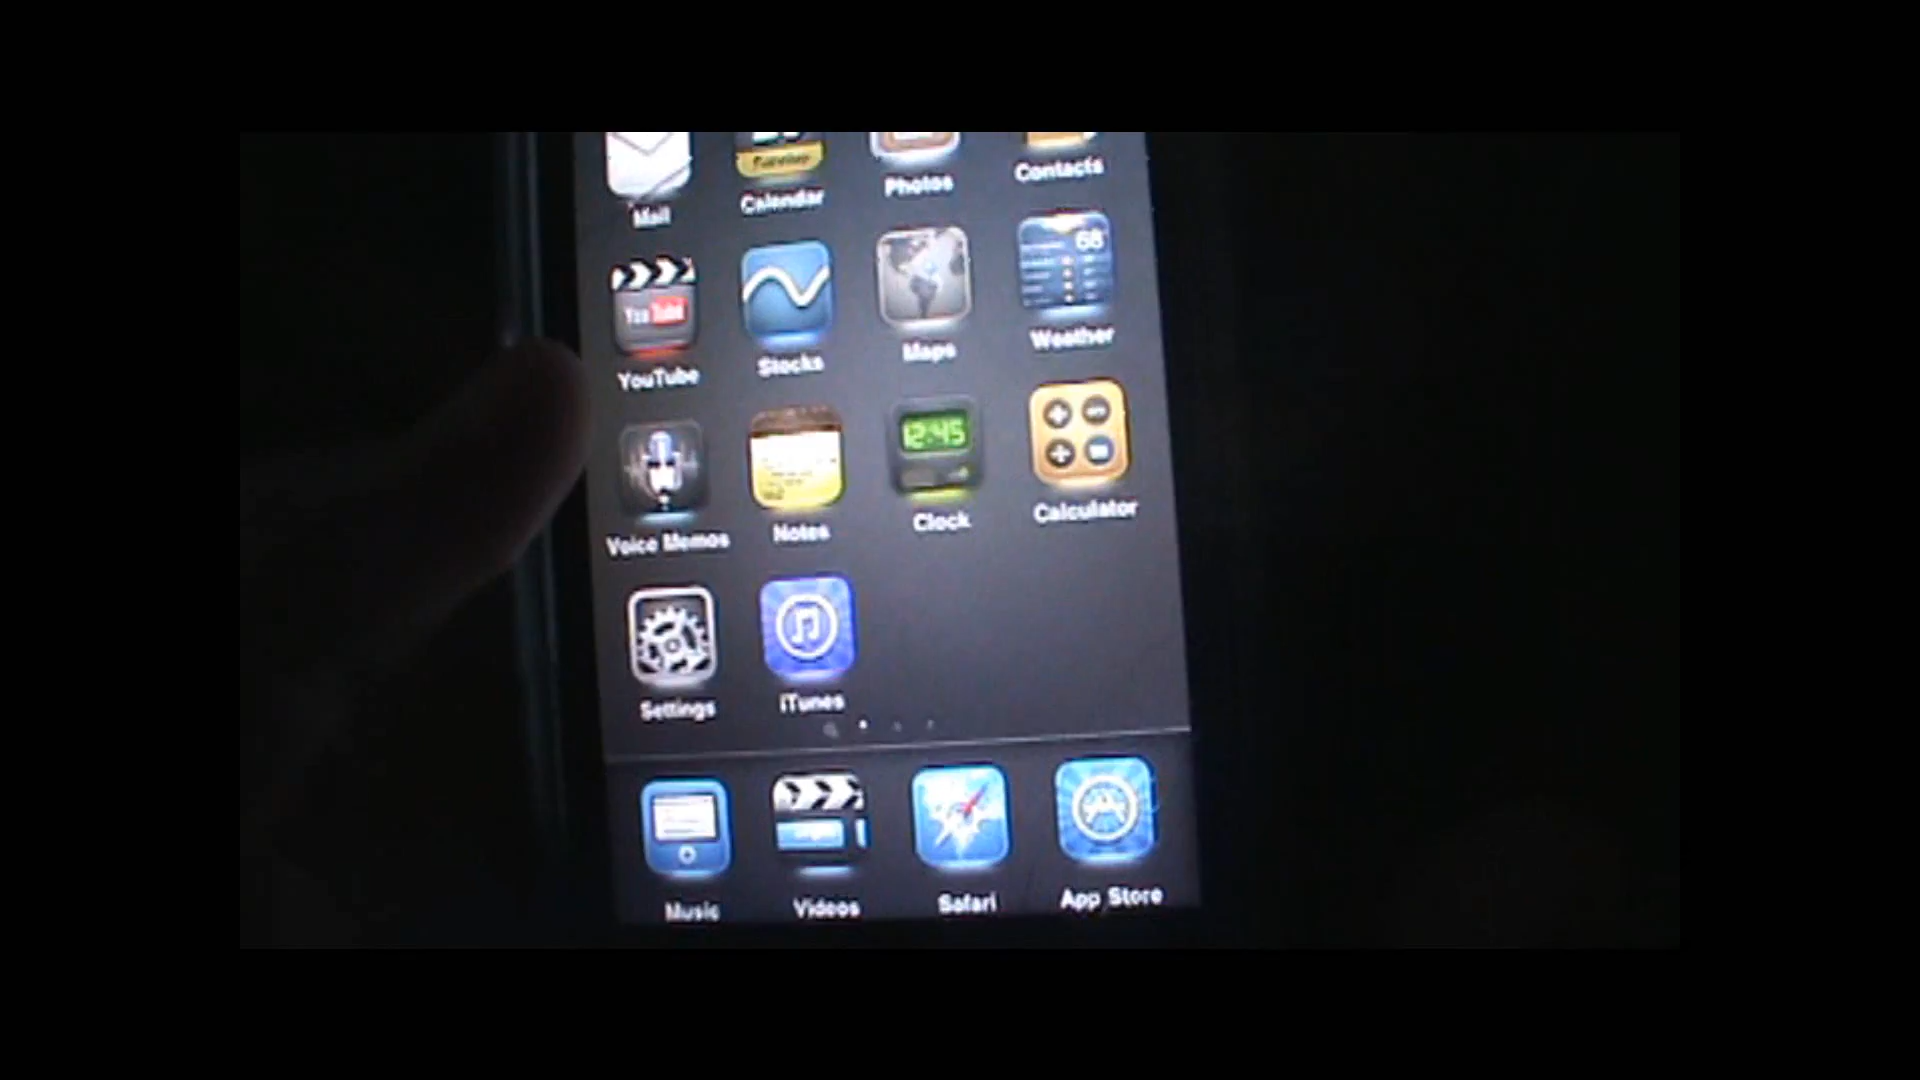 Mail Calendar Photos Contacts
68
YouTube
YouTube Stocks Maps Weather
12:45
Voice Memos Notes Clock Calculator
Settings iTunes
Music Videos Safari App Store